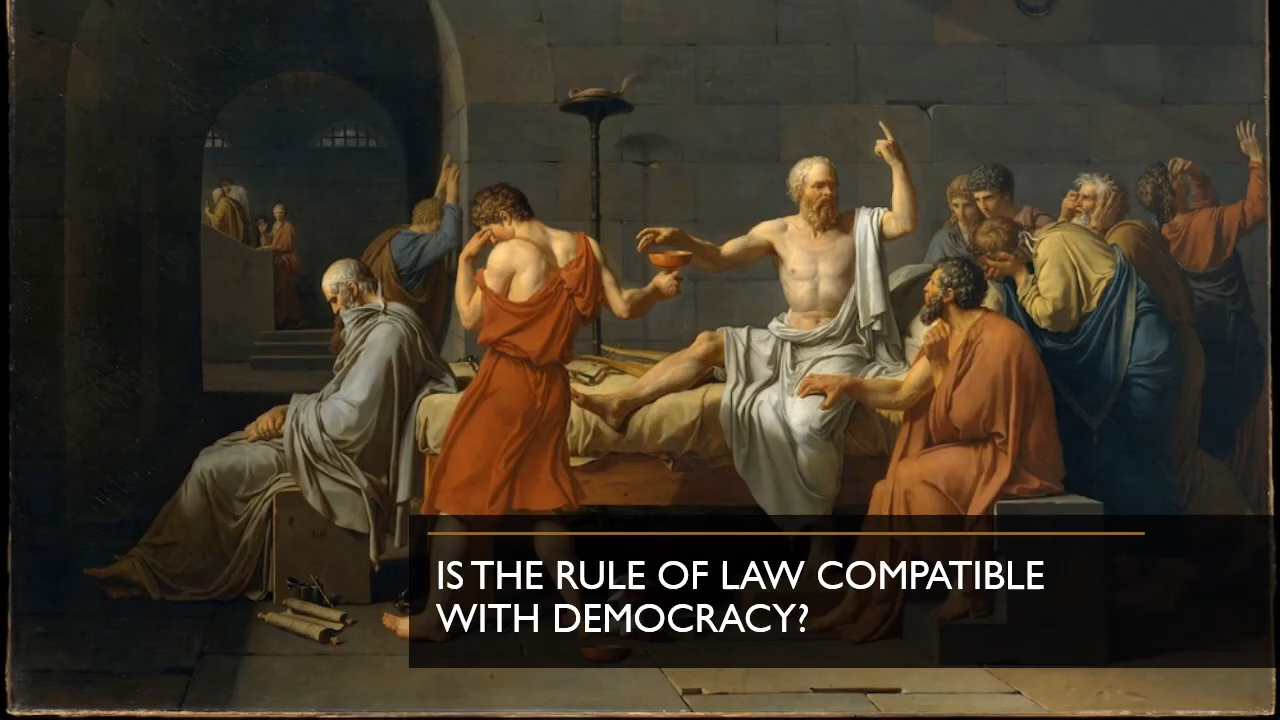 IS THE RULE OF LAW COMPATIBLE
WITH DEMOCRACY?